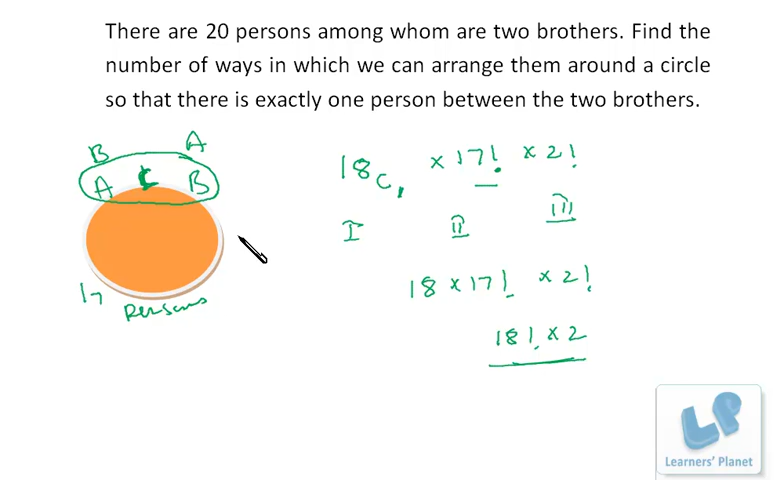 There are 20 persons among whom are two brothers. Find the
number of ways in which we can arrange them around a circle
so that there is exactly one person between the two brothers.
B A
A C B
17 Persons
18C₁ × 17! × 2!
I II III
18 × 17! × 2!
18! × 2
LP
Learners' Planet